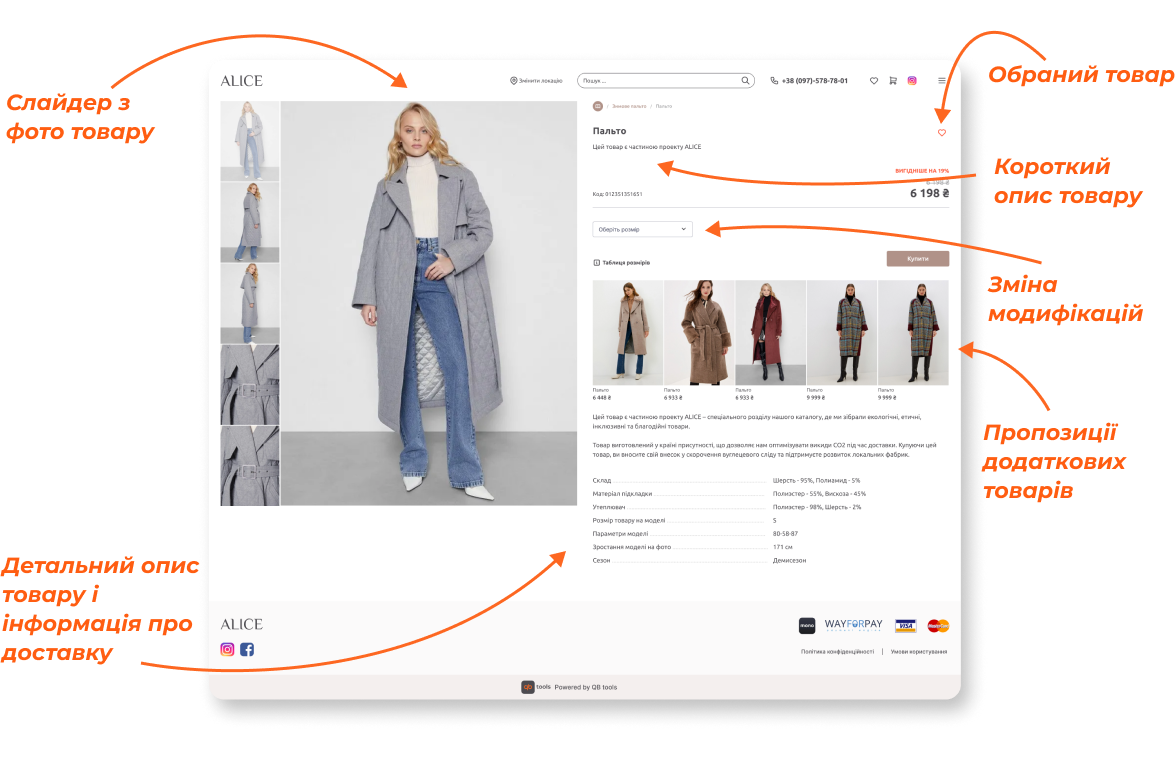 Слайдер з
фото товару
Обраний товар
Короткий
опис товару
Зміна
модифікацій
Пропозиції
додаткових
товарів
Детальний опис
товару і
інформація про
доставку
ALICE
Змінити локацію
Пошук ...
+38 (097)-578-78-01
/ Зимние пальто / Пальто
Пальто
Цей товар є частиною проекту ALICE
ВИГІДНІШЕ НА 19%
Код: 012351351651
6 198 ₴
Оберіть розмір
Таблиця розмірів
Купити
Пальто Пальто Пальто Пальто Пальто
6 448 ₴ 6 933 ₴ 6 933 ₴ 9 999 ₴ 9 999 ₴
Цей товар є частиною проекту ALICE – спеціального розділу нашого каталогу, де ми зібрали екологічні, етичні,
інклюзивні та благодійні товари.
Товар виготовлений у країні присутності, що дозволяє нам оптимізувати викиди CO2 під час доставки. Купуючи цей
товар, ви вносите свій внесок у скорочення вуглецевого сліду та підтримуєте розвиток локальних фабрик.
Склад Шерсть - 95%, Полиамид - 5%
Матеріал підкладки Полиэстер - 55%, Вискоза - 45%
Утеплювач Полиэстер - 98%, Шерсть - 2%
Розмір товару на моделі S
Параметри моделі 80-58-87
Зростання моделі на фото 171 см
Сезон Демисезон
ALICE
mono WAYFORPAY VISA MasterCard
Політика конфіденційності | Умови користування
qb tools Powered by QB tools